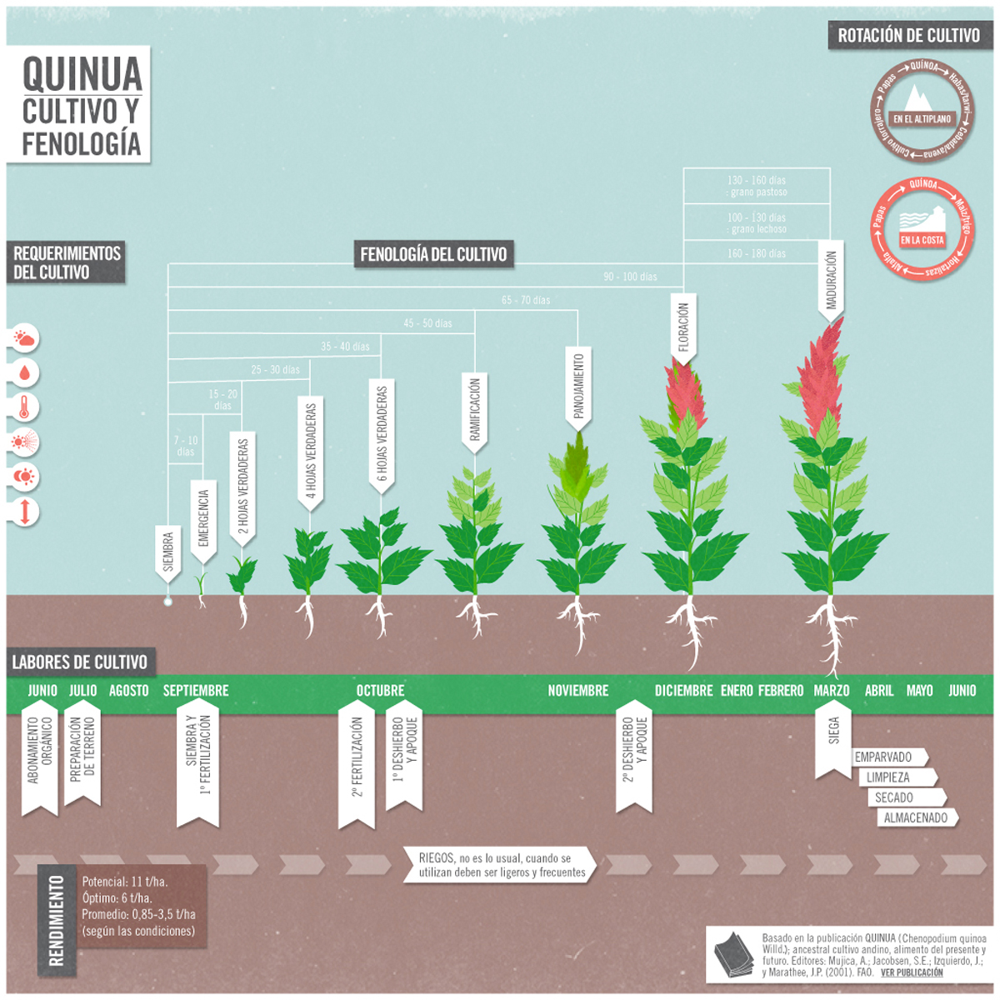 QUINUA
CULTIVO Y
FENOLOGÍA
ROTACIÓN DE CULTIVO
QUÍNOA
Habas/tarwi
Cebada/avena
Cultivo forrajero
Papas
EN EL ALTIPLANO
QUÍNOA
Maíz/trigo
Hortalizas
Alfalfa
Papas
EN LA COSTA
REQUERIMIENTOS
DEL CULTIVO
FENOLOGÍA DEL CULTIVO
130 - 160 días
: grano pastoso
100 - 130 días
: grano lechoso
160 - 180 días
90 - 100 días
65 - 70 días
45 - 50 días
35 - 40 días
25 - 30 días
15 - 20
días
7 - 10
días
SIEMBRA
EMERGENCIA
2 HOJAS VERDADERAS
4 HOJAS VERDADERAS
6 HOJAS VERDADERAS
RAMIFICACIÓN
PANOJAMIENTO
FLORACIÓN
MADURACIÓN
LABORES DE CULTIVO
JUNIO JULIO AGOSTO SEPTIEMBRE OCTUBRE NOVIEMBRE DICIEMBRE ENERO FEBRERO MARZO ABRIL MAYO JUNIO
ABONAMIENTO
ORGÁNICO
PREPARACIÓN
DE TERRENO
SIEMBRA Y
1º FERTILIZACIÓN
2º FERTILIZACIÓN
1º DESHIERBO
Y APOQUE
2º DESHIERBO
Y APOQUE
SIEGA
EMPARVADO
LIMPIEZA
SECADO
ALMACENADO
RIEGOS, no es lo usual, cuando se
utilizan deben ser ligeros y frecuentes
RENDIMIENTO
Potencial: 11 t/ha.
Óptimo: 6 t/ha.
Promedio: 0,85-3,5 t/ha
(según las condiciones)
Basado en la publicación QUINUA (Chenopodium quinoa
Willd.); ancestral cultivo andino, alimento del presente y
futuro. Editores: Mujica, A.; Jacobsen, S.E.; Izquierdo, J.;
y Marathee, J.P. (2001). FAO. VER PUBLICACIÓN